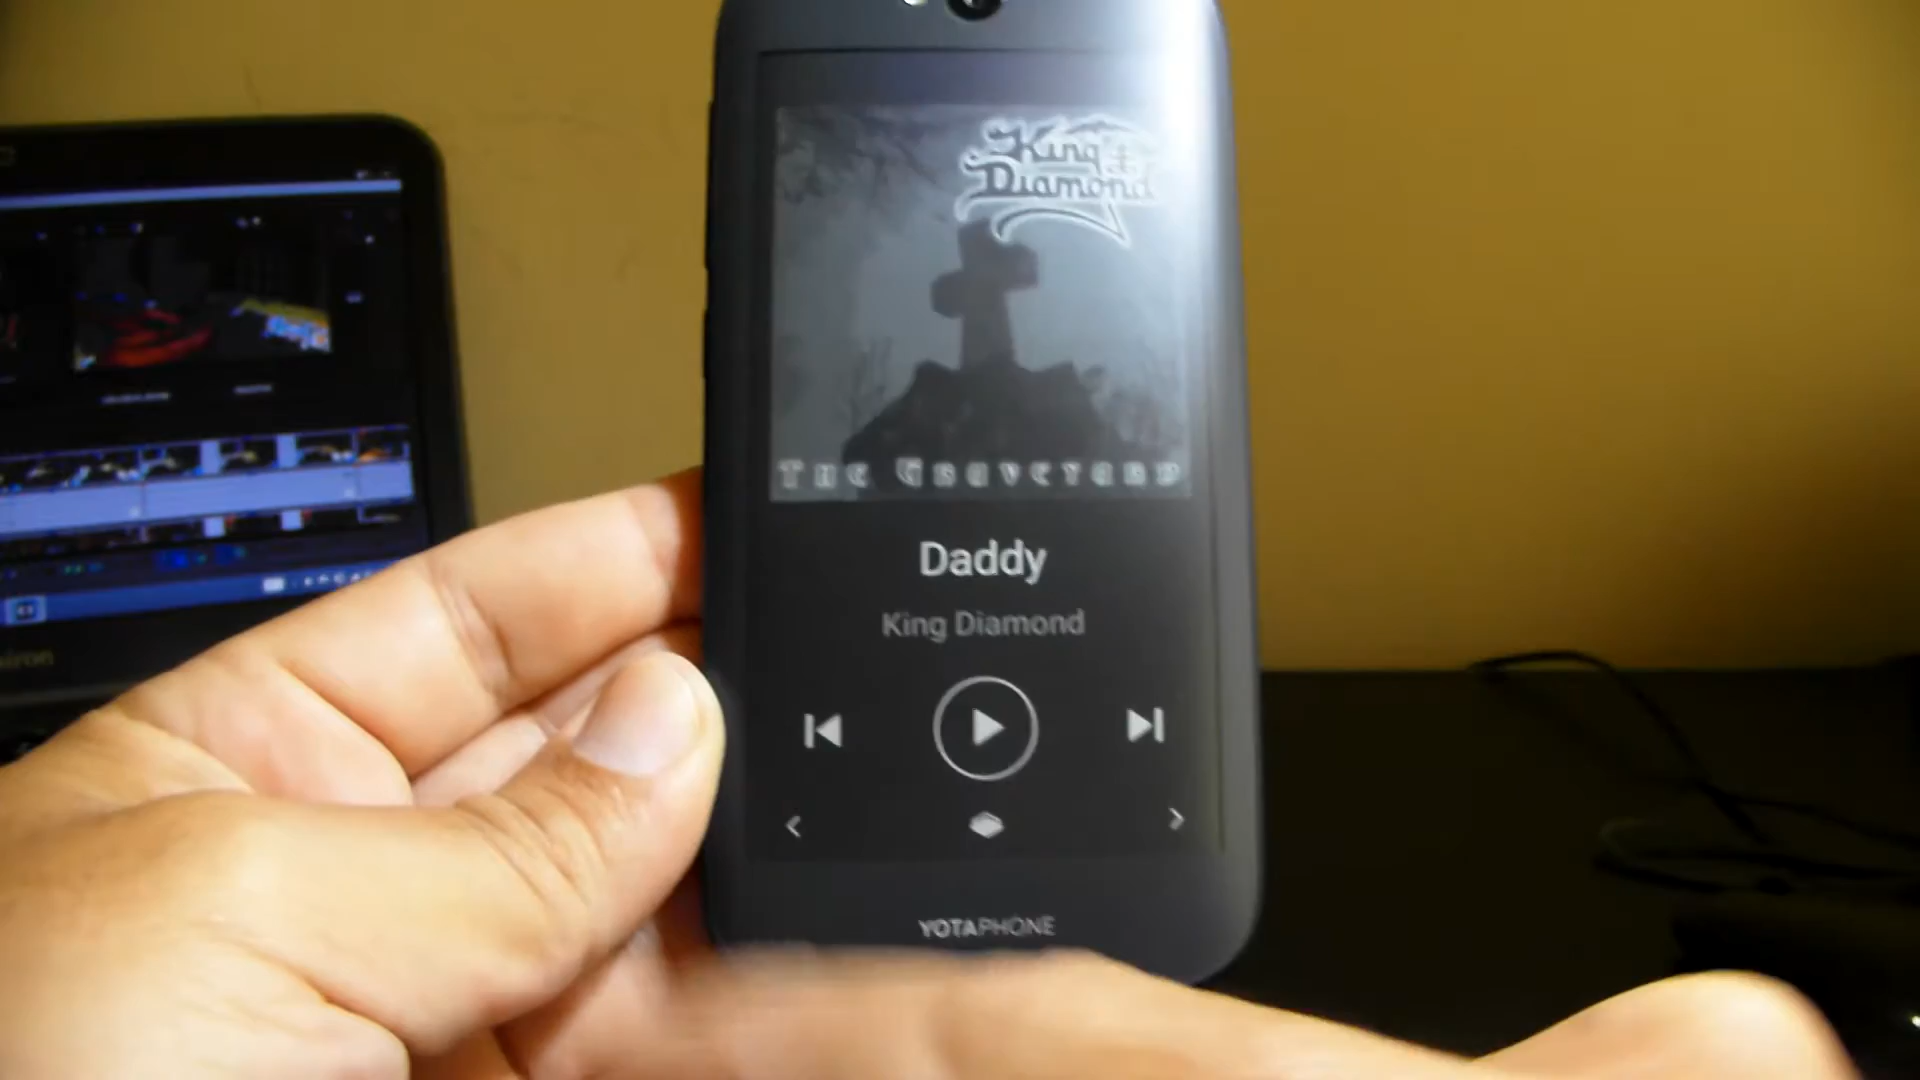 King
Diamond
The Graveyard
Daddy
King Diamond
YOTAPHONE